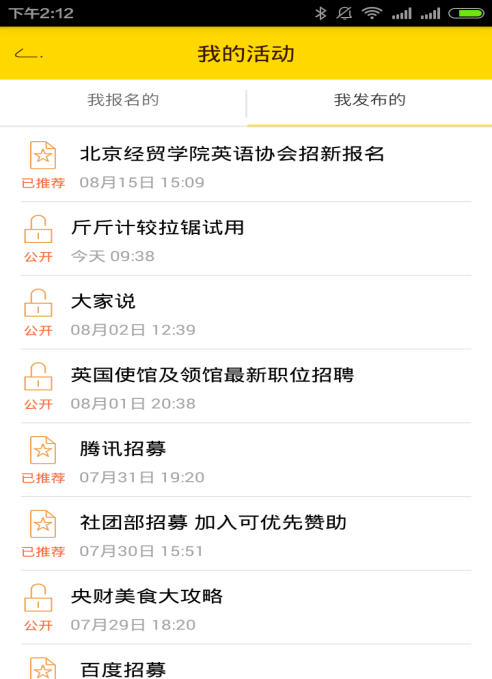 下午2:12
我的活动
我报名的
我发布的
北京经贸学院英语协会招新报名
已推荐 08月15日 15:09
斤斤计较拉锯试用
公开 今天 09:38
大家说
公开 08月02日 12:39
英国使馆及领馆最新职位招聘
公开 08月01日 20:38
腾讯招募
已推荐 07月31日 19:20
社团部招募 加入可优先赞助
已推荐 07月30日 15:51
央财美食大攻略
公开 07月29日 18:20
百度招募